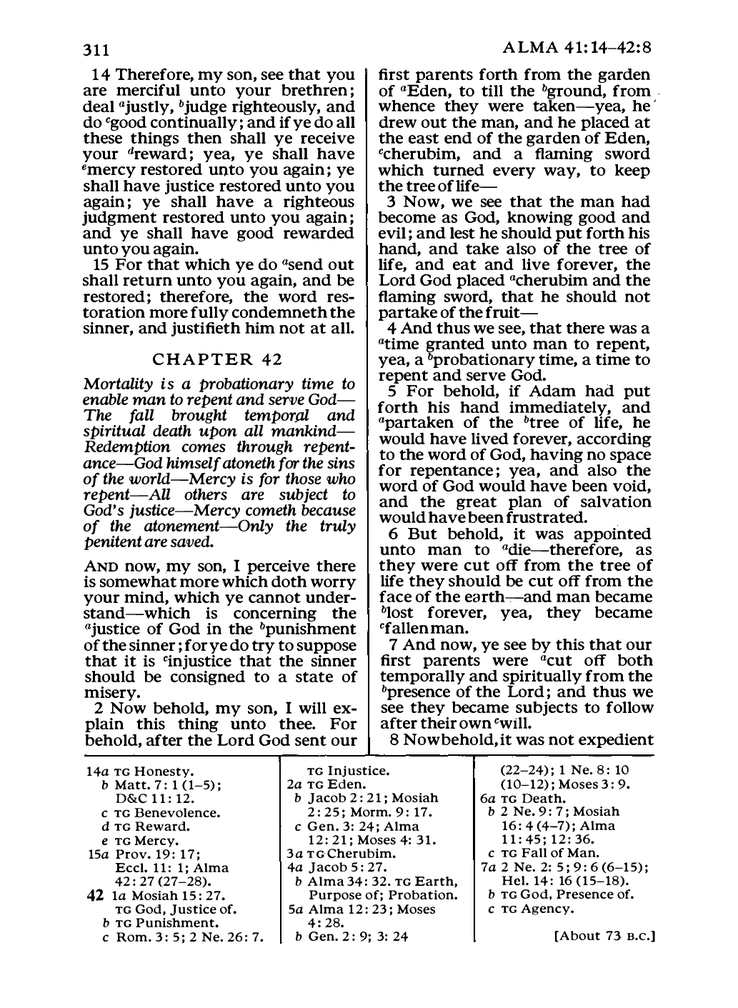 311
ALMA 41:14–42:8
14 Therefore, my son, see that you
are merciful unto your brethren;
deal ᵃjustly, ᵇjudge righteously, and
do ᶜgood continually; and if ye do all
these things then shall ye receive
your ᵈreward; yea, ye shall have
ᵉmercy restored unto you again; ye
shall have justice restored unto you
again; ye shall have a righteous
judgment restored unto you again;
and ye shall have good rewarded
unto you again.
15 For that which ye do ᵃsend out
shall return unto you again, and be
restored; therefore, the word res-
toration more fully condemneth the
sinner, and justifieth him not at all.
CHAPTER 42
Mortality is a probationary time to
enable man to repent and serve God—
The fall brought temporal and
spiritual death upon all mankind—
Redemption comes through repent-
ance—God himself atoneth for the sins
of the world—Mercy is for those who
repent—All others are subject to
God's justice—Mercy cometh because
of the atonement—Only the truly
penitent are saved.
AND now, my son, I perceive there
is somewhat more which doth worry
your mind, which ye cannot under-
stand—which is concerning the
ᵃjustice of God in the ᵇpunishment
of the sinner; for ye do try to suppose
that it is ᶜinjustice that the sinner
should be consigned to a state of
misery.
2 Now behold, my son, I will ex-
plain this thing unto thee. For
behold, after the Lord God sent our
first parents forth from the garden
of ᵃEden, to till the ᵇground, from
whence they were taken—yea, he
drew out the man, and he placed at
the east end of the garden of Eden,
ᶜcherubim, and a flaming sword
which turned every way, to keep
the tree of life—
3 Now, we see that the man had
become as God, knowing good and
evil; and lest he should put forth his
hand, and take also of the tree of
life, and eat and live forever, the
Lord God placed ᵃcherubim and the
flaming sword, that he should not
partake of the fruit—
4 And thus we see, that there was a
ᵃtime granted unto man to repent,
yea, a ᵇprobationary time, a time to
repent and serve God.
5 For behold, if Adam had put
forth his hand immediately, and
ᵃpartaken of the ᵇtree of life, he
would have lived forever, according
to the word of God, having no space
for repentance; yea, and also the
word of God would have been void,
and the great plan of salvation
would have been frustrated.
6 But behold, it was appointed
unto man to ᵃdie—therefore, as
they were cut off from the tree of
life they should be cut off from the
face of the earth—and man became
ᵇlost forever, yea, they became
ᶜfallen man.
7 And now, ye see by this that our
first parents were ᵃcut off both
temporally and spiritually from the
ᵇpresence of the Lord; and thus we
see they became subjects to follow
after their own ᶜwill.
8 Now behold, it was not expedient
14a TG Honesty.
b Matt. 7: 1 (1–5);
D&C 11: 12.
c TG Benevolence.
d TG Reward.
e TG Mercy.
15a Prov. 19: 17;
Eccl. 11: 1; Alma
42: 27 (27–28).
42 1a Mosiah 15: 27.
TG God, Justice of.
b TG Punishment.
c Rom. 3: 5; 2 Ne. 26: 7.
TG Injustice.
2a TG Eden.
b Jacob 2: 21; Mosiah
2: 25; Morm. 9: 17.
c Gen. 3: 24; Alma
12: 21; Moses 4: 31.
3a TG Cherubim.
4a Jacob 5: 27.
b Alma 34: 32. TG Earth,
Purpose of; Probation.
5a Alma 12: 23; Moses
4: 28.
b Gen. 2: 9; 3: 24
(22–24); 1 Ne. 8: 10
(10–12); Moses 3: 9.
6a TG Death.
b 2 Ne. 9: 7; Mosiah
16: 4 (4–7); Alma
11: 45; 12: 36.
c TG Fall of Man.
7a 2 Ne. 2: 5; 9: 6 (6–15);
Hel. 14: 16 (15–18).
b TG God, Presence of.
c TG Agency.
[About 73 B.C.]